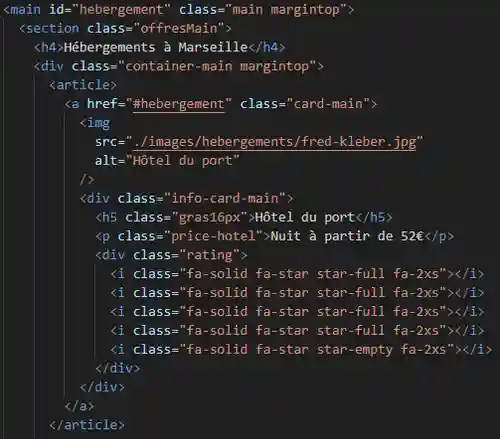 <main id="hebergement" class="main margintop">
<section class="offresMain">
<h4>Hébergements à Marseille</h4>
<div class="container-main margintop">
<article>
<a href="#hebergement" class="card-main">
<img
src="./images/hebergements/fred-kleber.jpg"
alt="Hôtel du port"
/>
<div class="info-card-main">
<h5 class="gras16px">Hôtel du port</h5>
<p class="price-hotel">Nuit à partir de 52€</p>
<div class="rating">
<i class="fa-solid fa-star star-full fa-2xs"></i>
<i class="fa-solid fa-star star-full fa-2xs"></i>
<i class="fa-solid fa-star star-full fa-2xs"></i>
<i class="fa-solid fa-star star-full fa-2xs"></i>
<i class="fa-solid fa-star star-empty fa-2xs"></i>
</div>
</div>
</a>
</article>